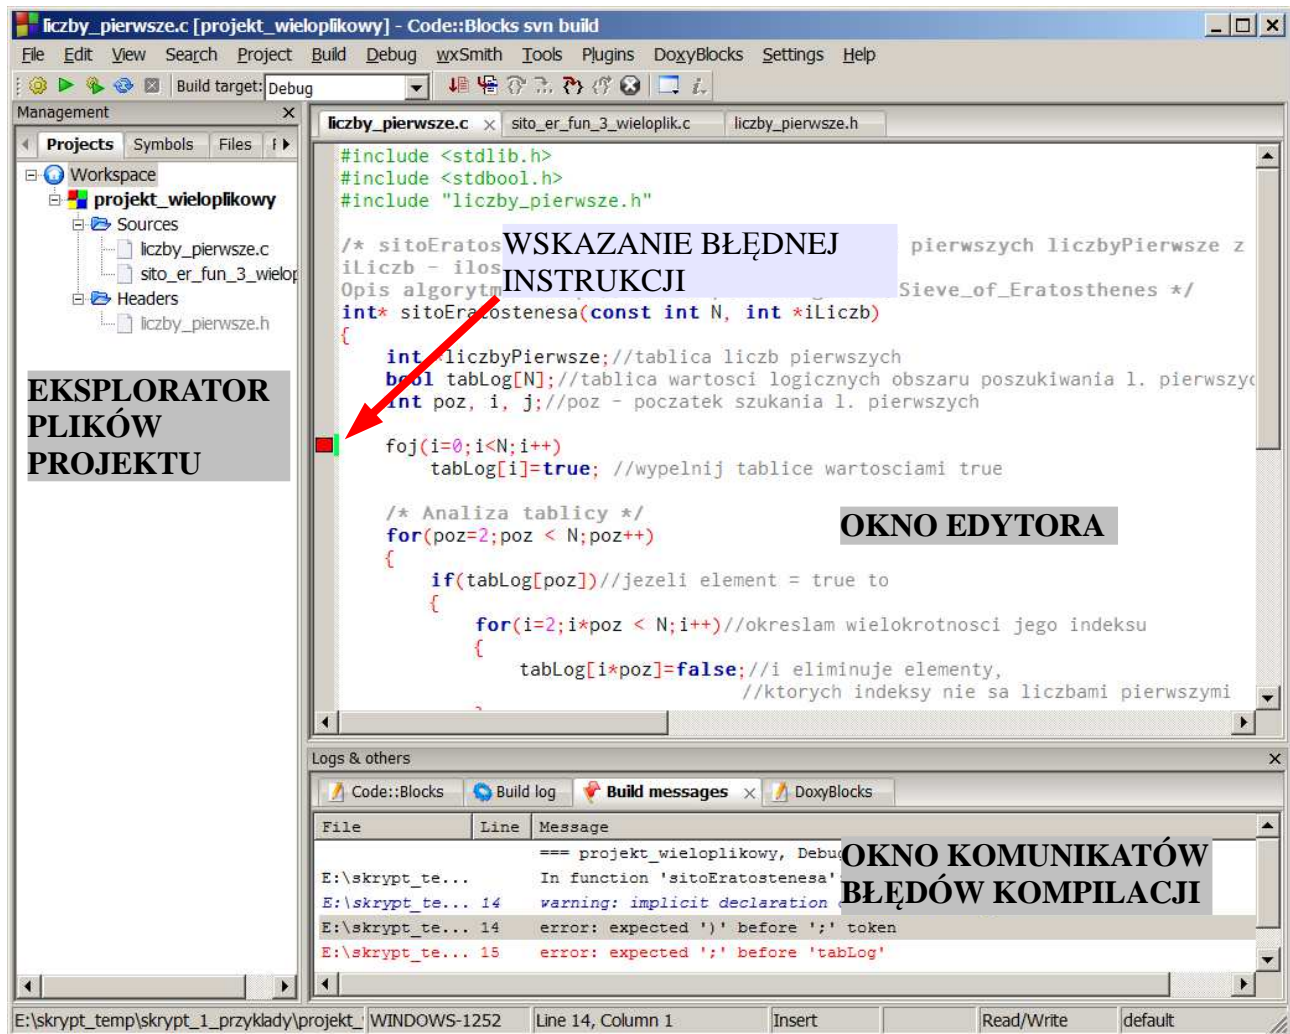 liczby_pierwsze.c [projekt_wieloplikowy] - Code::Blocks svn build
File Edit View Search Project Build Debug wxSmith Tools Plugins DoxyBlocks Settings Help
Build target: Debug
Management
Projects Symbols Files
liczby_pierwsze.c sito_er_fun_3_wieloplik.c liczby_pierwsze.h
Workspace
projekt_wieloplikowy
Sources
liczby_pierwsze.c
sito_er_fun_3_wielop
Headers
liczby_pierwsze.h
EKSPLORATOR
PLIKÓW
PROJEKTU
#include <stdlib.h>
#include <stdbool.h>
#include "liczby_pierwsze.h"
/* sitoEratos pierwszych liczbyPierwsze z
iLiczb - ilos
Opis algorytm Sieve_of_Eratosthenes */
WSKAZANIE BŁĘDNEJ
INSTRUKCJI
int* sitoEratostenesa(const int N, int *iLiczb)
{
int *liczbyPierwsze;//tablica liczb pierwszych
bool tabLog[N];//tablica wartosci logicznych obszaru poszukiwania l. pierwszyc
int poz, i, j;//poz - poczatek szukania l. pierwszych
foj(i=0;i<N;i++)
tabLog[i]=true; //wypelnij tablice wartosciami true
/* Analiza tablicy */
for(poz=2;poz < N;poz++)
{
OKNO EDYTORA
if(tabLog[poz])//jezeli element = true to
{
for(i=2;i*poz < N;i++)//okreslam wielokrotnosci jego indeksu
{
tabLog[i*poz]=false;//i eliminuje elementy,
//ktorych indeksy nie sa liczbami pierwszymi
Logs & others
Code::Blocks Build log Build messages DoxyBlocks
File Line Message
=== projekt_wieloplikowy, Debu
E:\skrypt_te... In function 'sitoEratostenesa'
E:\skrypt_te... 14 warning: implicit declaration
E:\skrypt_te... 14 error: expected ')' before ';' token
E:\skrypt_te... 15 error: expected ';' before 'tabLog'
OKNO KOMUNIKATÓW
BŁĘDÓW KOMPILACJI
E:\skrypt_temp\skrypt_1_przyklady\projekt_ WINDOWS-1252 Line 14, Column 1 Insert Read/Write default